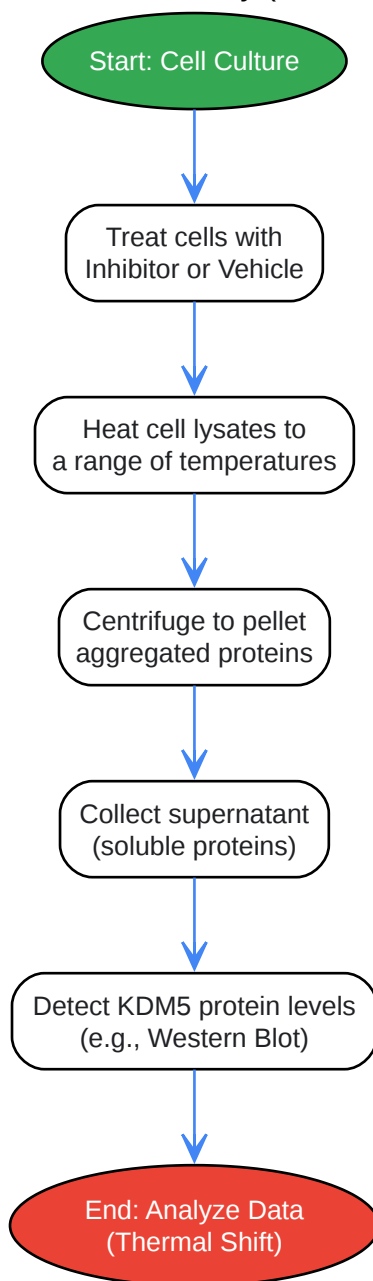 Start: Cell Culture
Treat cells with
Inhibitor or Vehicle
Heat cell lysates to
a range of temperatures
Centrifuge to pellet
aggregated proteins
Collect supernatant
(soluble proteins)
Detect KDM5 protein levels
(e.g., Western Blot)
End: Analyze Data
(Thermal Shift)